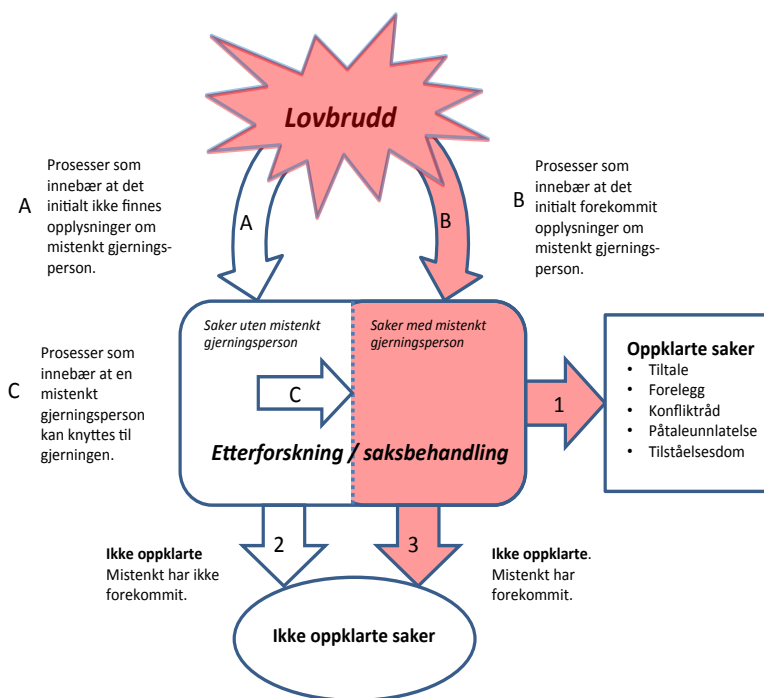 Lovbrudd
A
Prosesser som
innebær at det
initialt ikke finnes
opplysninger om
mistenkt gjernings-
person.
A
B
B
Prosesser som
innebær at det
initialt forekommit
opplysninger om
mistenkt gjernings-
person.
Saker uten mistenkt
gjerningsperson
Saker med mistenkt
gjerningsperson
C
Prosesser som
innebær at en
mistenkt
gjerningsperson
kan knyttes til
gjerningen.
C
Etterforskning / saksbehandling
1
Oppklarte saker
• Tiltale
• Forelegg
• Konfliktråd
• Påtaleunnlatelse
• Tilståelsesdom
Ikke oppklarte
Mistenkt har ikke
forekommit.
2
3
Ikke oppklarte.
Mistenkt har
forekommit.
Ikke oppklarte saker